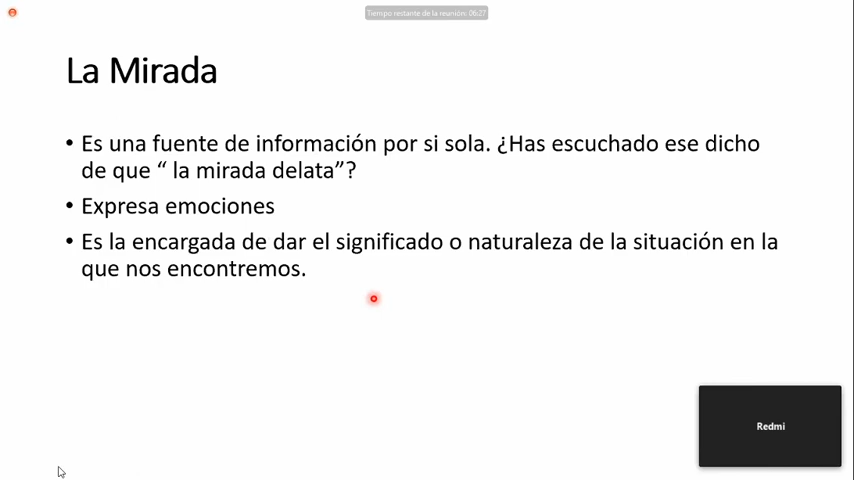 Tiempo restante de la reunión: 06:27
La Mirada
• Es una fuente de información por si sola. ¿Has escuchado ese dicho
de que “ la mirada delata”?
• Expresa emociones
• Es la encargada de dar el significado o naturaleza de la situación en la
que nos encontremos.
Redmi